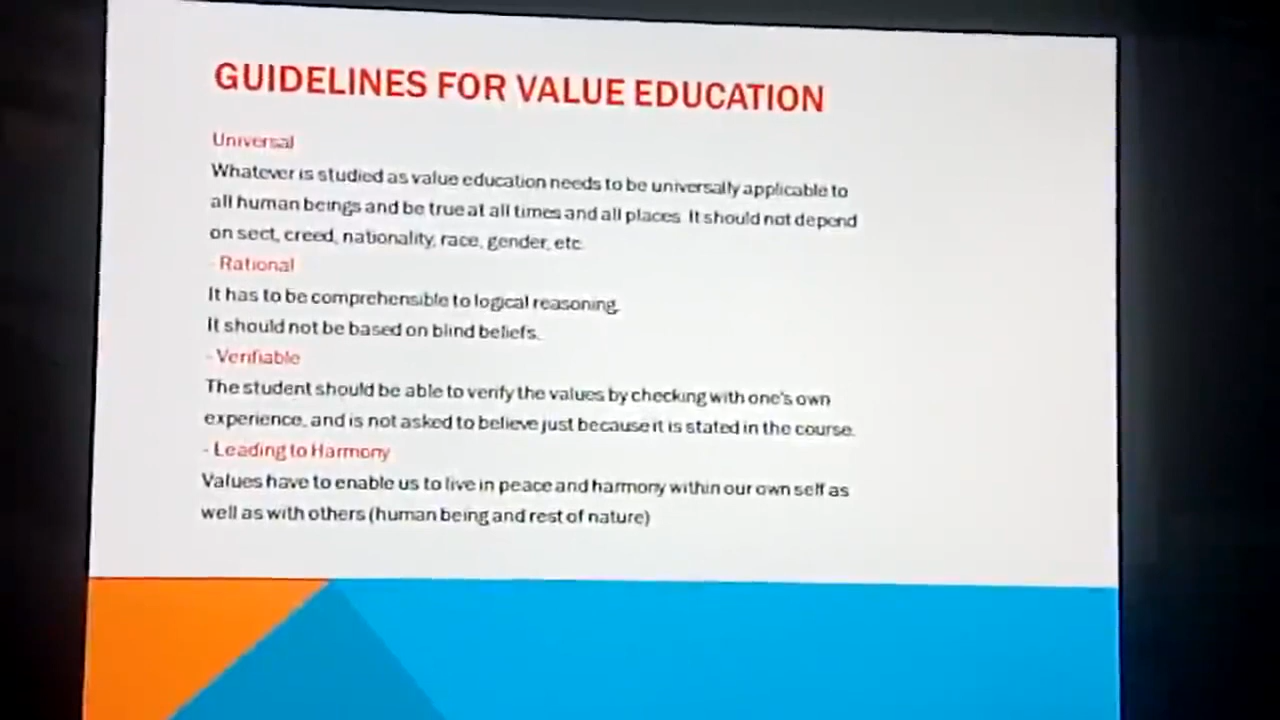 GUIDELINES FOR VALUE EDUCATION
Universal
Whatever is studied as value education needs to be universally applicable to
all human beings and be true at all times and all places. It should not depend
on sect, creed, nationality, race, gender, etc.
- Rational
It has to be comprehensible to logical reasoning.
It should not be based on blind beliefs.
- Verifiable
The student should be able to verify the values by checking with one's own
experience, and is not asked to believe just because it is stated in the course.
- Leading to Harmony
Values have to enable us to live in peace and harmony within our own self as
well as with others (human being and rest of nature)